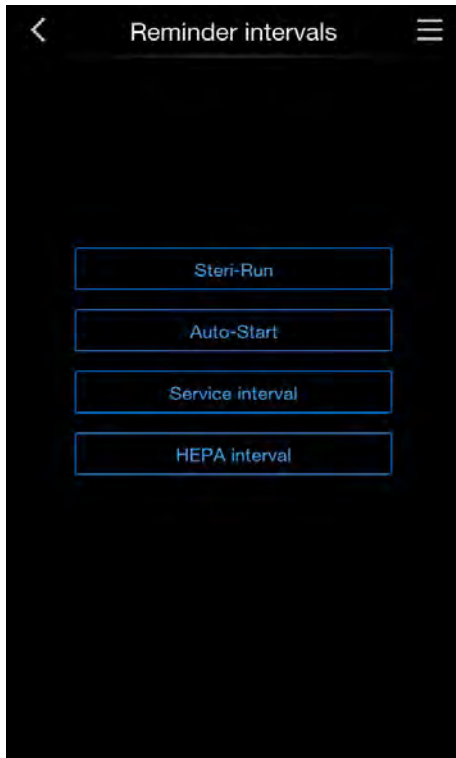 Reminder intervals
Steri-Run
Auto-Start
Service interval
HEPA interval